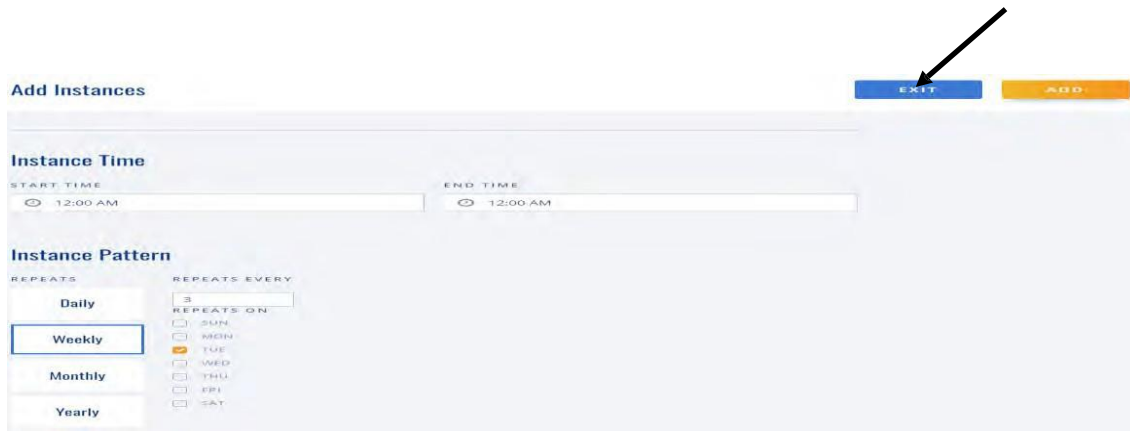 Add Instances
EXIT
ADD
Instance Time
START TIME
END TIME
12:00 AM
12:00 AM
Instance Pattern
REPEATS
REPEATS EVERY
Daily
3
REPEATS ON
SUN
Weekly
MON
TUE
WED
Monthly
THU
FRI
SAT
Yearly